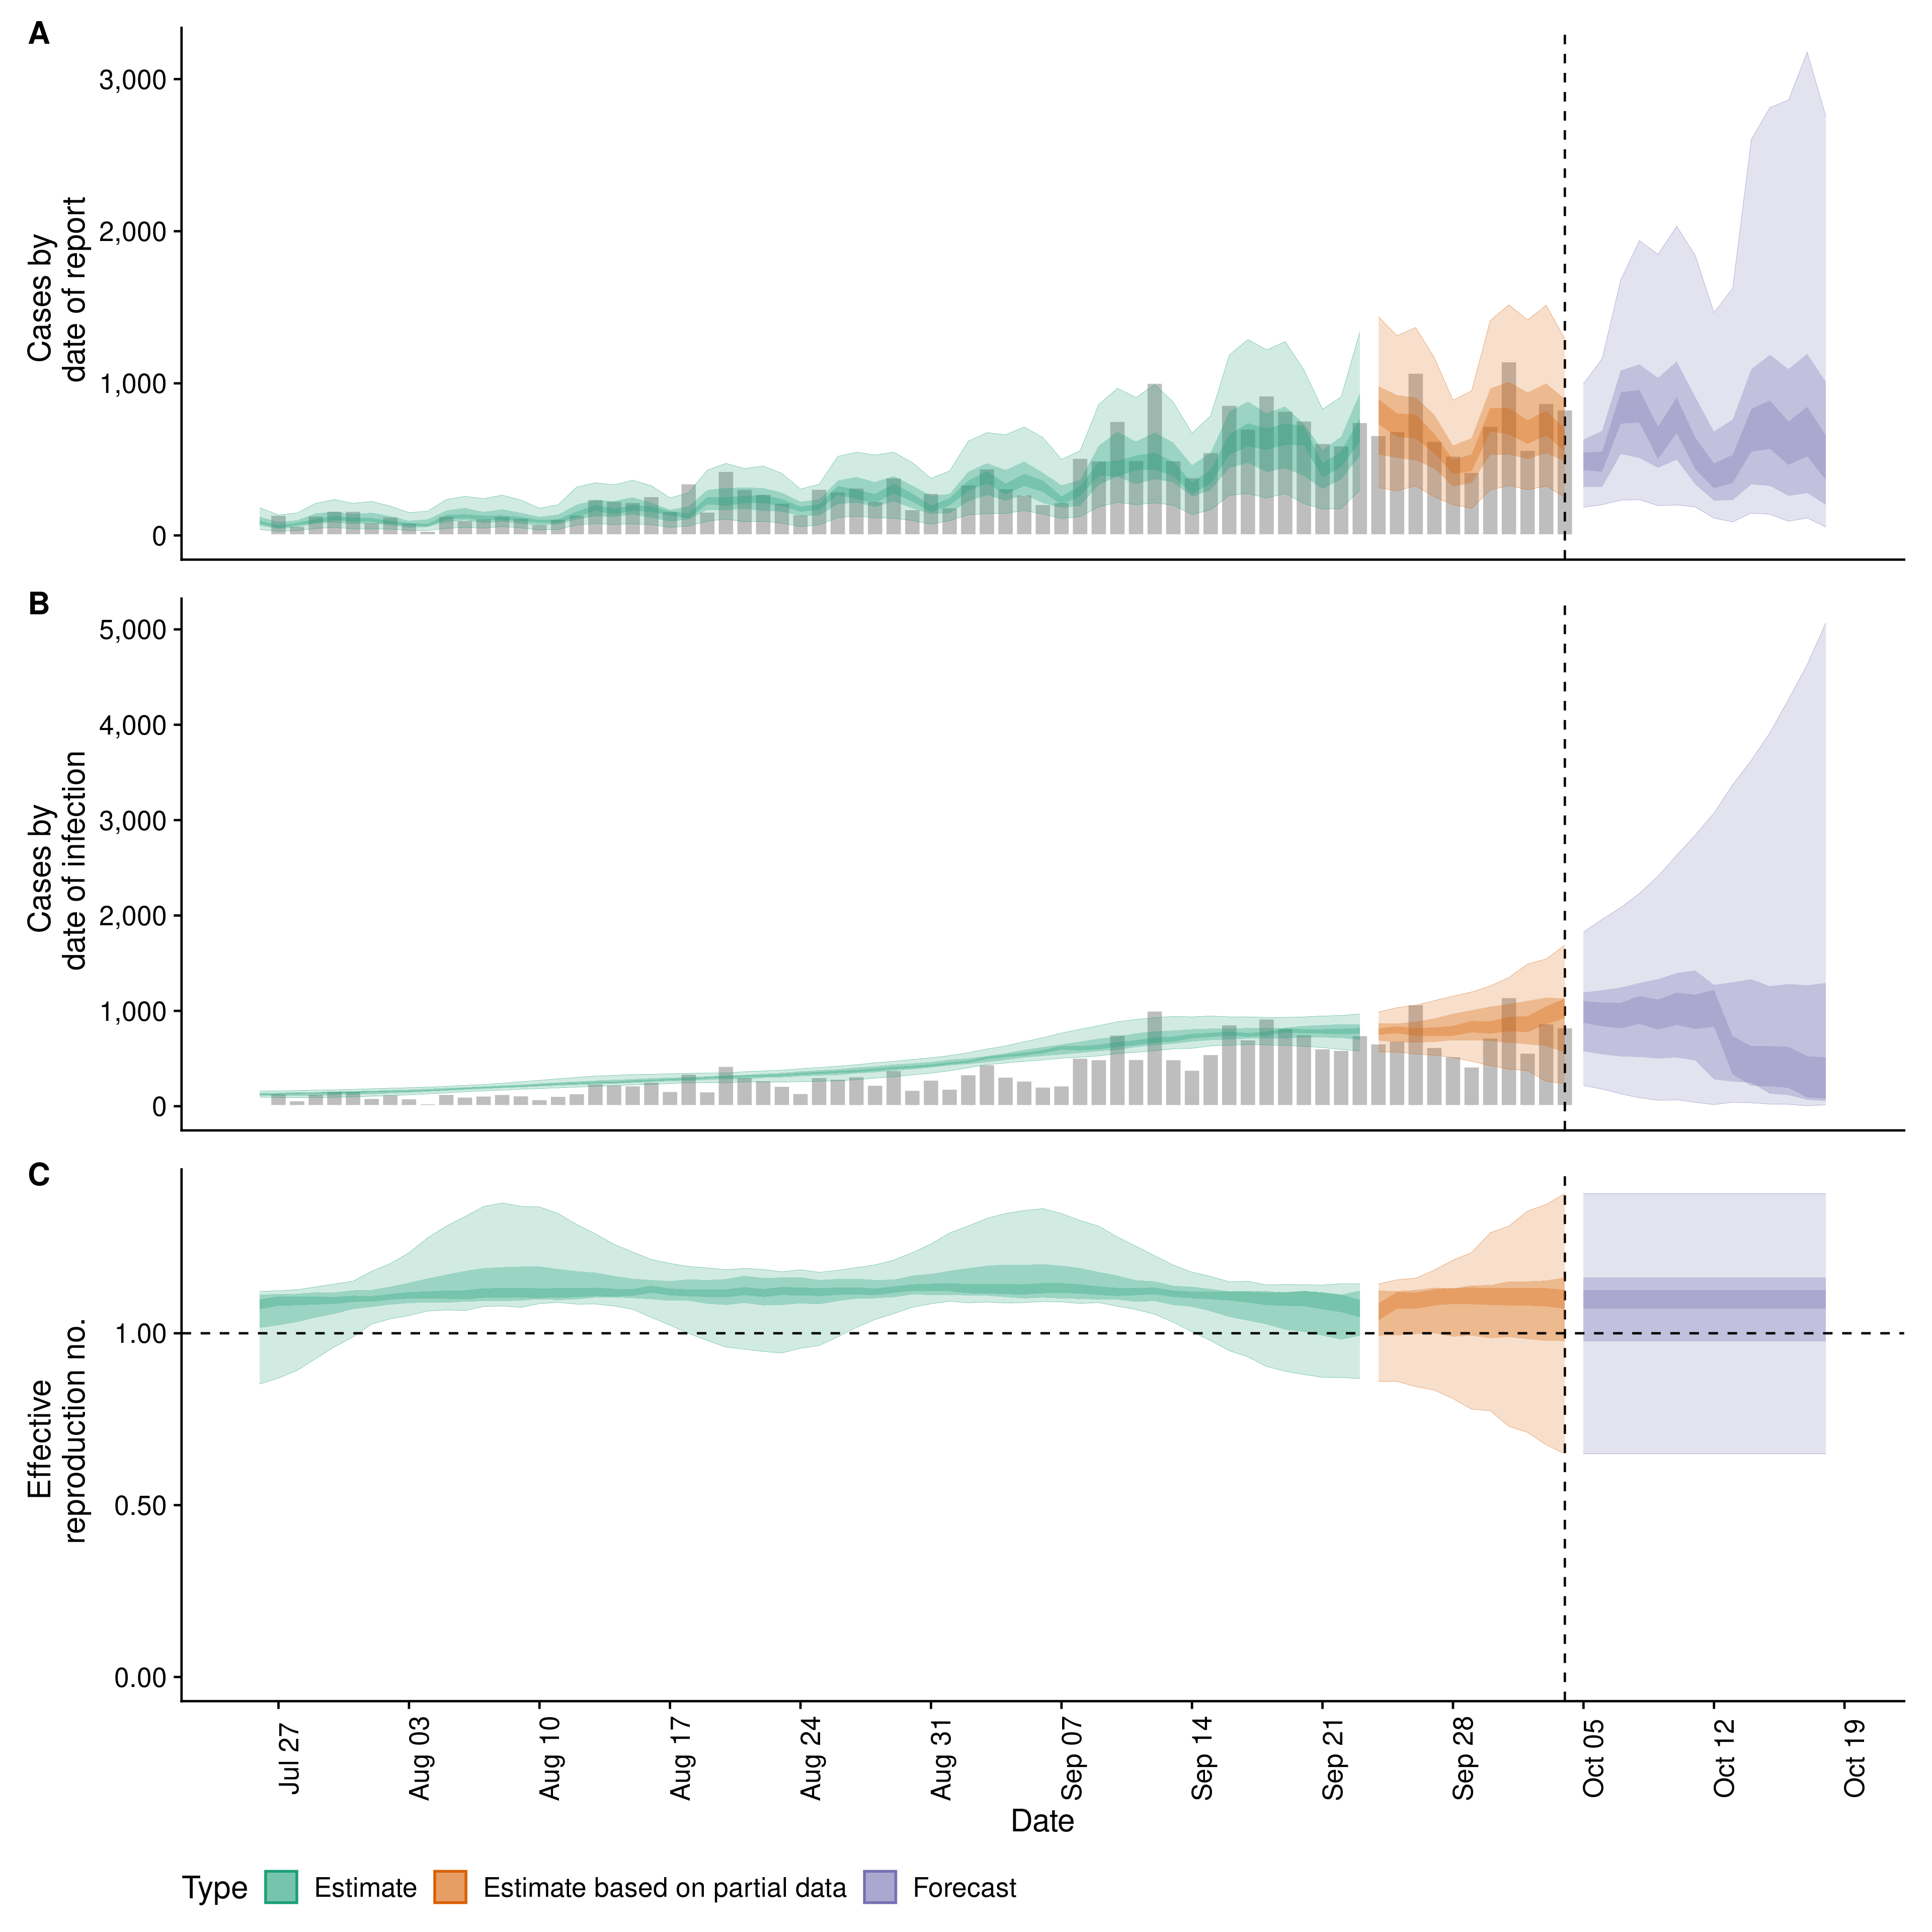 A
Cases by
date of report
3,000
2,000
1,000
0
B
Cases by
date of infection
5,000
4,000
3,000
2,000
1,000
0
C
Effective
reproduction no.
1.00
0.50
0.00
Jul 27
Aug 03
Aug 10
Aug 17
Aug 24
Aug 31
Sep 07
Sep 14
Sep 21
Sep 28
Oct 05
Oct 12
Oct 19
Date
Type Estimate Estimate based on partial data Forecast